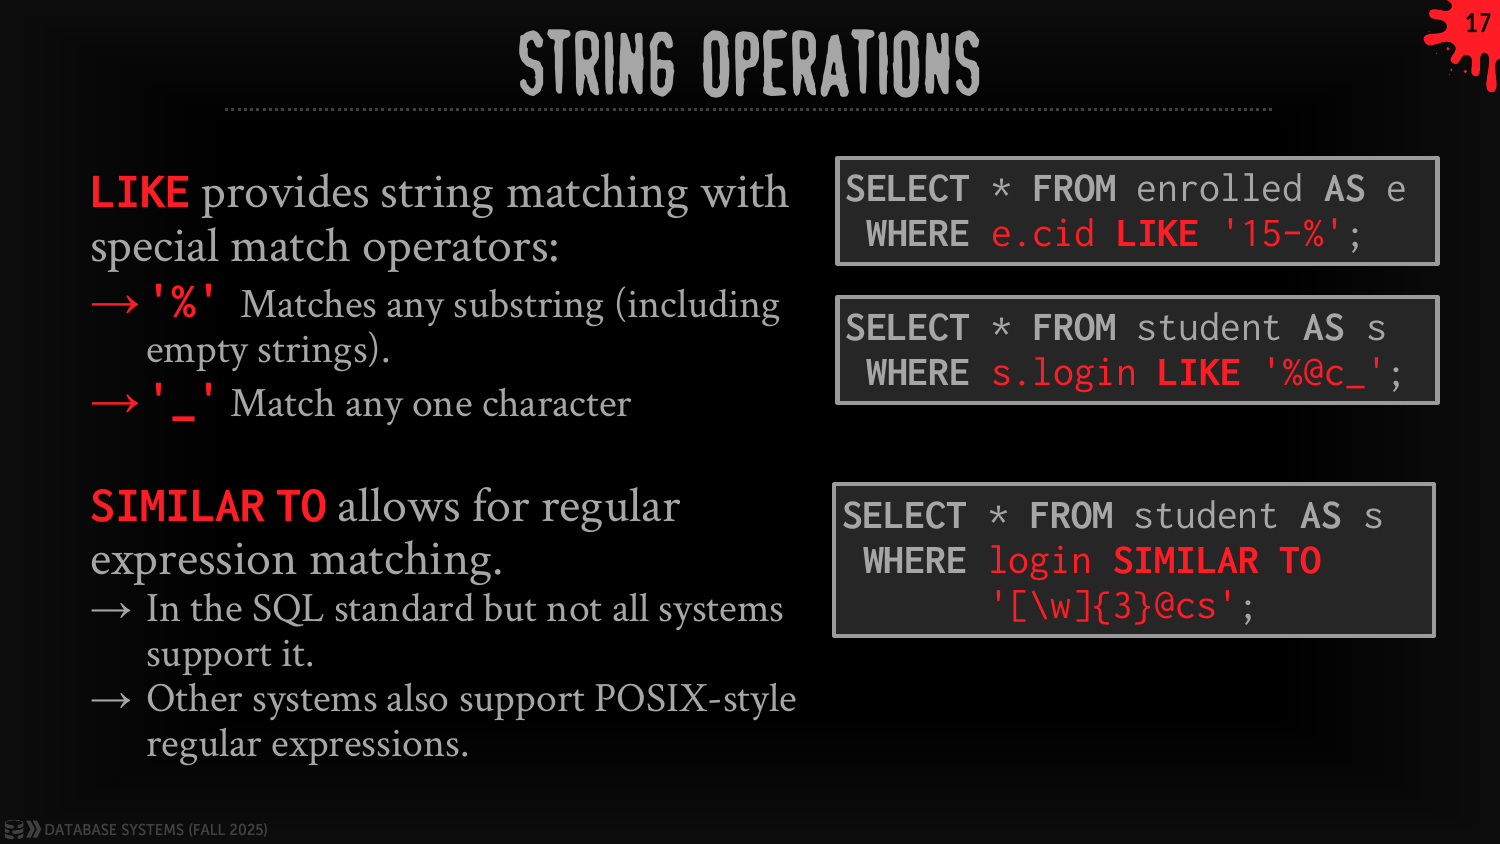 17
STRING OPERATIONS
LIKE provides string matching with
special match operators:
→ '%' Matches any substring (including
empty strings).
→ '_' Match any one character
SIMILAR TO allows for regular
expression matching.
→ In the SQL standard but not all systems
support it.
→ Other systems also support POSIX-style
regular expressions.
SELECT * FROM enrolled AS e
WHERE e.cid LIKE '15-%';
SELECT * FROM student AS s
WHERE s.login LIKE '%@c_';
SELECT * FROM student AS s
WHERE login SIMILAR TO
'[\w]{3}@cs';
DATABASE SYSTEMS (FALL 2025)